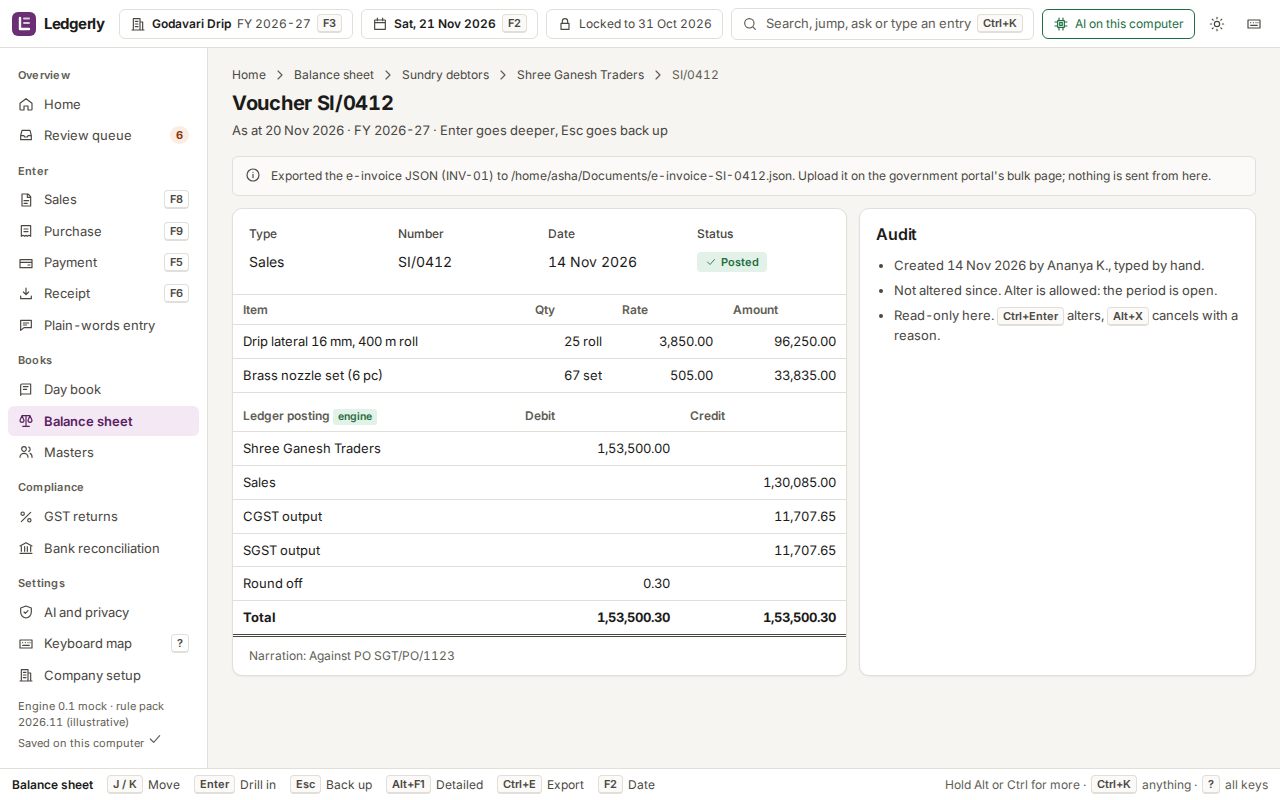 Ledgerly
Godavari Drip FY 2026-27 F3
Sat, 21 Nov 2026 F2
Locked to 31 Oct 2026
Search, jump, ask or type an entry Ctrl+K
AI on this computer
Overview
Home
Review queue 6
Enter
Sales F8
Purchase F9
Payment F5
Receipt F6
Plain-words entry
Books
Day book
Balance sheet
Masters
Compliance
GST returns
Bank reconciliation
Settings
AI and privacy
Keyboard map ?
Company setup
Engine 0.1 mock · rule pack
2026.11 (illustrative)
Saved on this computer
Home > Balance sheet > Sundry debtors > Shree Ganesh Traders > SI/0412
Voucher SI/0412
As at 20 Nov 2026 · FY 2026-27 · Enter goes deeper, Esc goes back up
Exported the e-invoice JSON (INV-01) to /home/asha/Documents/e-invoice-SI-0412.json. Upload it on the government portal's bulk page; nothing is sent from here.
Type Number Date Status
Sales SI/0412 14 Nov 2026 Posted
Item Qty Rate Amount
Drip lateral 16 mm, 400 m roll 25 roll 3,850.00 96,250.00
Brass nozzle set (6 pc) 67 set 505.00 33,835.00
Ledger posting engine Debit Credit
Shree Ganesh Traders 1,53,500.00
Sales 1,30,085.00
CGST output 11,707.65
SGST output 11,707.65
Round off 0.30
Total 1,53,500.30 1,53,500.30
Narration: Against PO SGT/PO/1123
Audit
• Created 14 Nov 2026 by Ananya K., typed by hand.
• Not altered since. Alter is allowed: the period is open.
• Read-only here. Ctrl+Enter alters, Alt+X cancels with a
reason.
Balance sheet J / K Move Enter Drill in Esc Back up Alt+F1 Detailed Ctrl+E Export F2 Date
Hold Alt or Ctrl for more · Ctrl+K anything · ? all keys